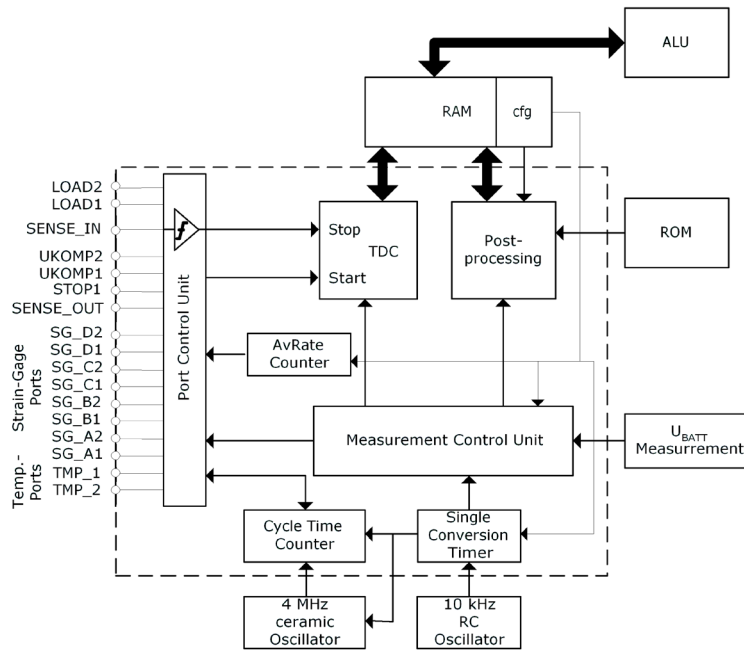 ALU
RAM
cfg
LOAD2
LOAD1
SENSE_IN
UKOMP2
UKOMP1
STOP1
SENSE_OUT
SG_D2
SG_D1
SG_C2
SG_C1
SG_B2
SG_B1
SG_A2
SG_A1
TMP_1
TMP_2
Strain-Gage
Ports
Temp.-
Ports
Port Control Unit
Stop
TDC
Start
Post-
processing
ROM
AvRate
Counter
Measurement Control Unit
UBATT
Measurrement
Cycle Time
Counter
Single
Conversion
Timer
4 MHz
ceramic
Oscillator
10 kHz
RC
Oscillator